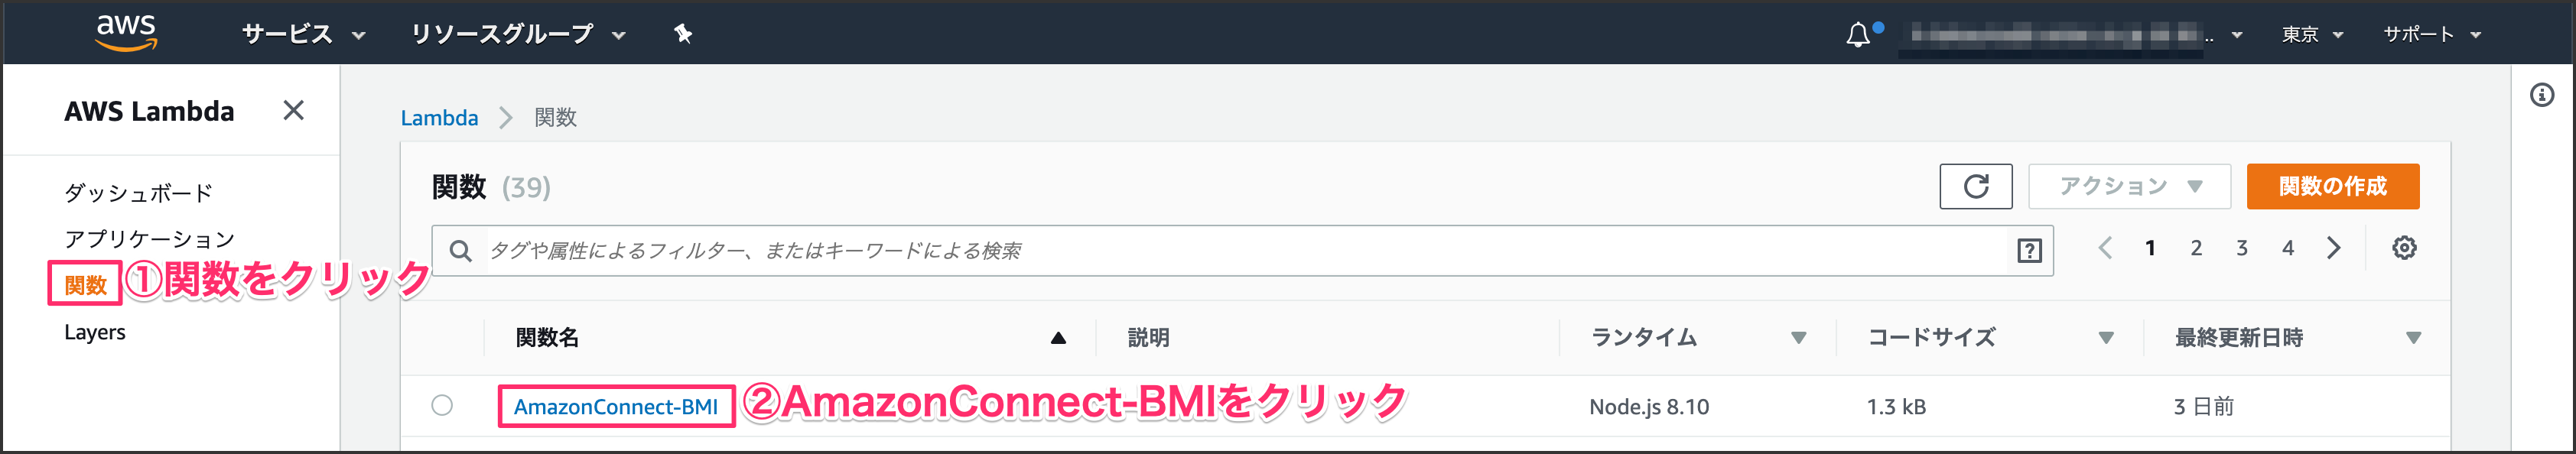 aws サービス リソースグループ .. 東京 サポート
AWS Lambda
Lambda > 関数
ダッシュボード
アプリケーション
関数 ①関数をクリック
Layers
関数 (39) アクション 関数の作成
タグや属性によるフィルター、またはキーワードによる検索 ? < 1 2 3 4 >
関数名 説明 ランタイム コードサイズ 最終更新日時
AmazonConnect-BMI ②AmazonConnect-BMIをクリック Node.js 8.10 1.3 kB 3 日前